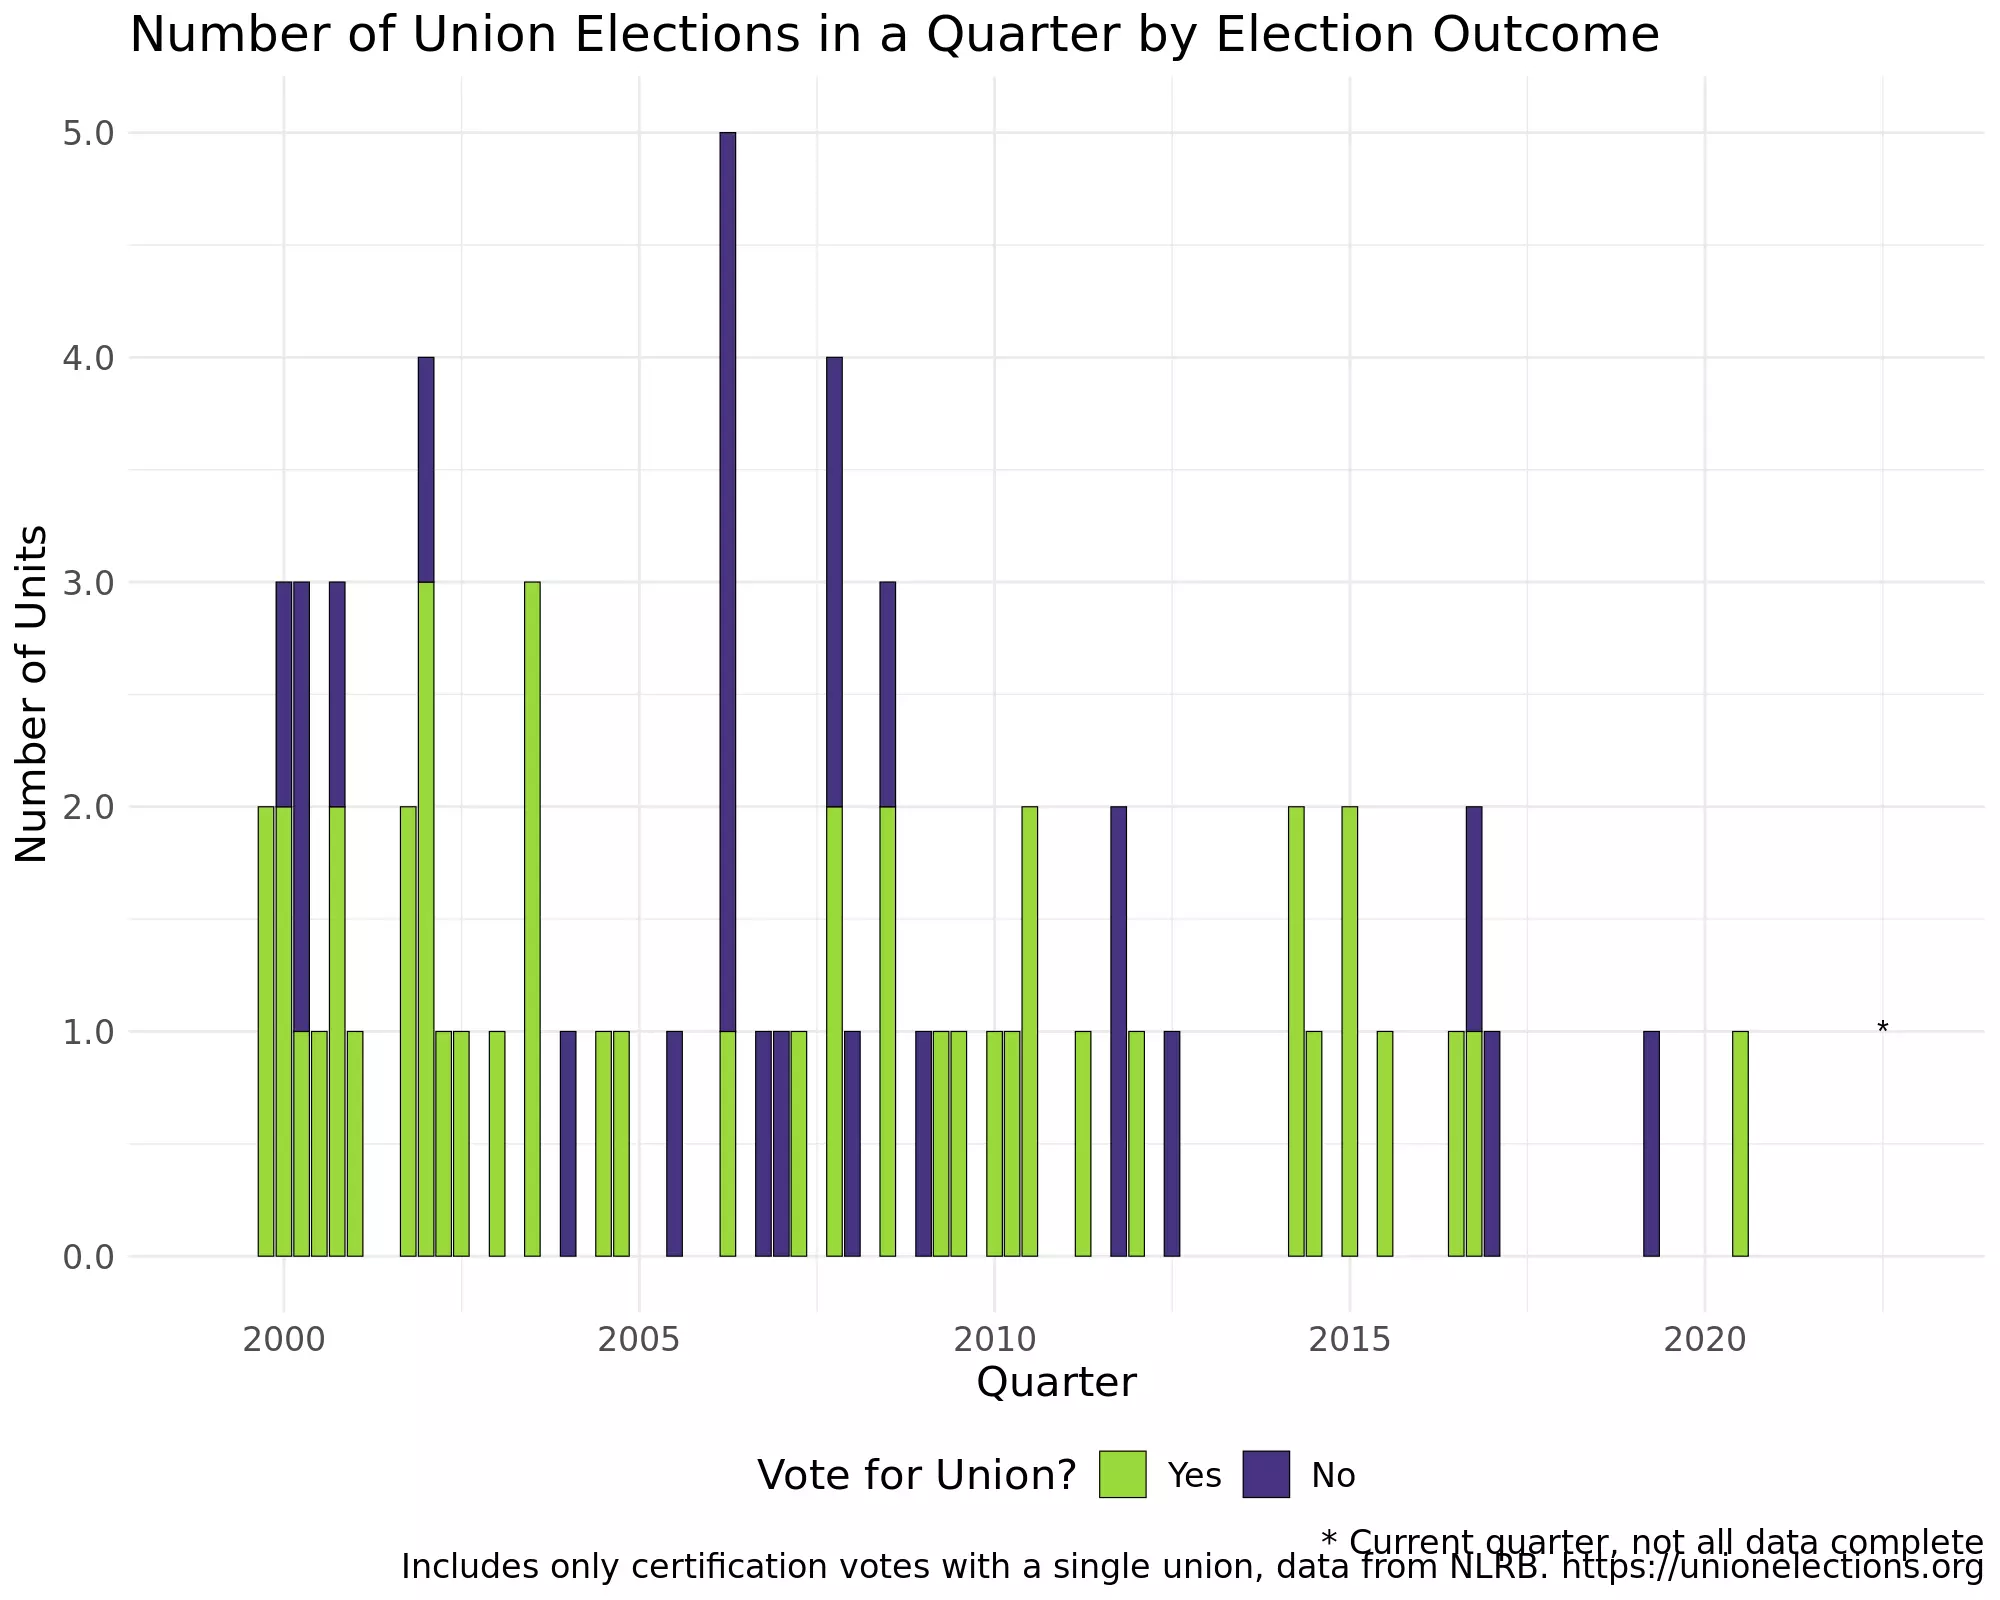 Number of Union Elections in a Quarter by Election Outcome
Number of Units
5.0
4.0
3.0
2.0
1.0
0.0
*
2000 2005 2010 2015 2020
Quarter
Vote for Union? Yes No
* Current quarter, not all data complete
Includes only certification votes with a single union, data from NLRB. https://unionelections.org